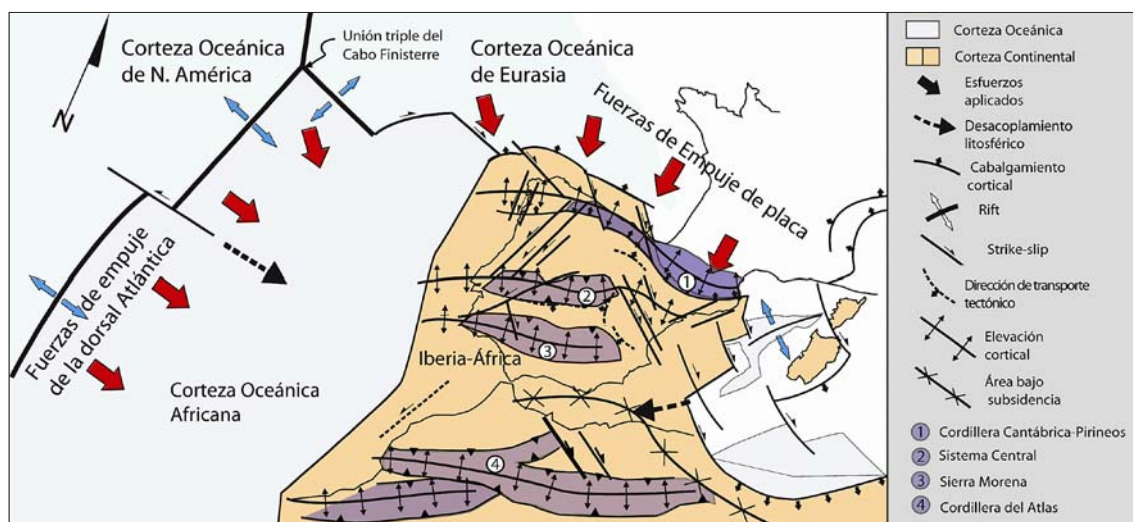 Corteza Oceánica
de N. América
Unión triple del
Cabo Finisterre
Corteza Oceánica
de Eurasia
Fuerzas de Empuje de placa
N
Fuerzas de empuje
de la dorsal Atlántica
Corteza Oceánica
Africana
Iberia-África
1
2
3
4
Corteza Oceánica
Corteza Continental
Esfuerzos
aplicados
Desacoplamiento
litosférico
Cabalgamiento
cortical
Rift
Strike-slip
Dirección de transporte
tectónico
Elevación
cortical
Área bajo
subsidencia
1 Cordillera Cantábrica-Pirineos
2 Sistema Central
3 Sierra Morena
4 Cordillera del Atlas